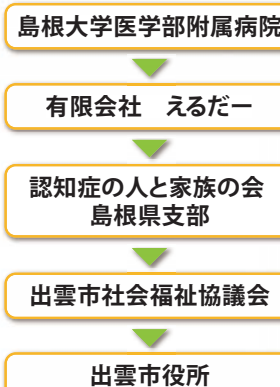 島根大学医学部附属病院
有限会社　えるだー
認知症の人と家族の会
島根県支部
出雲市社会福祉協議会
出雲市役所